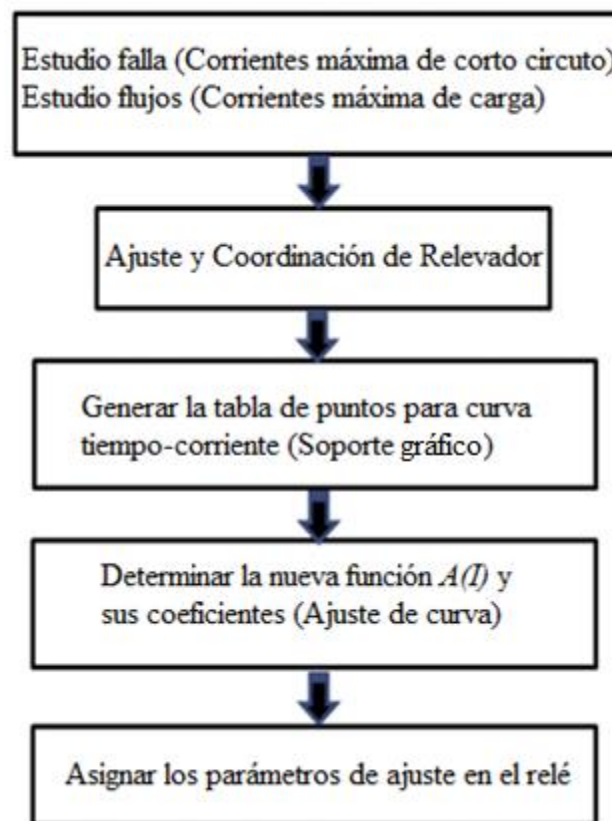 Estudio falla (Corrientes máxima de corto circuto)
Estudio flujos (Corrientes máxima de carga)
Ajuste y Coordinación de Relevador
Generar la tabla de puntos para curva
tiempo-corriente (Soporte gráfico)
Determinar la nueva función A(I) y
sus coeficientes (Ajuste de curva)
Asignar los parámetros de ajuste en el relé